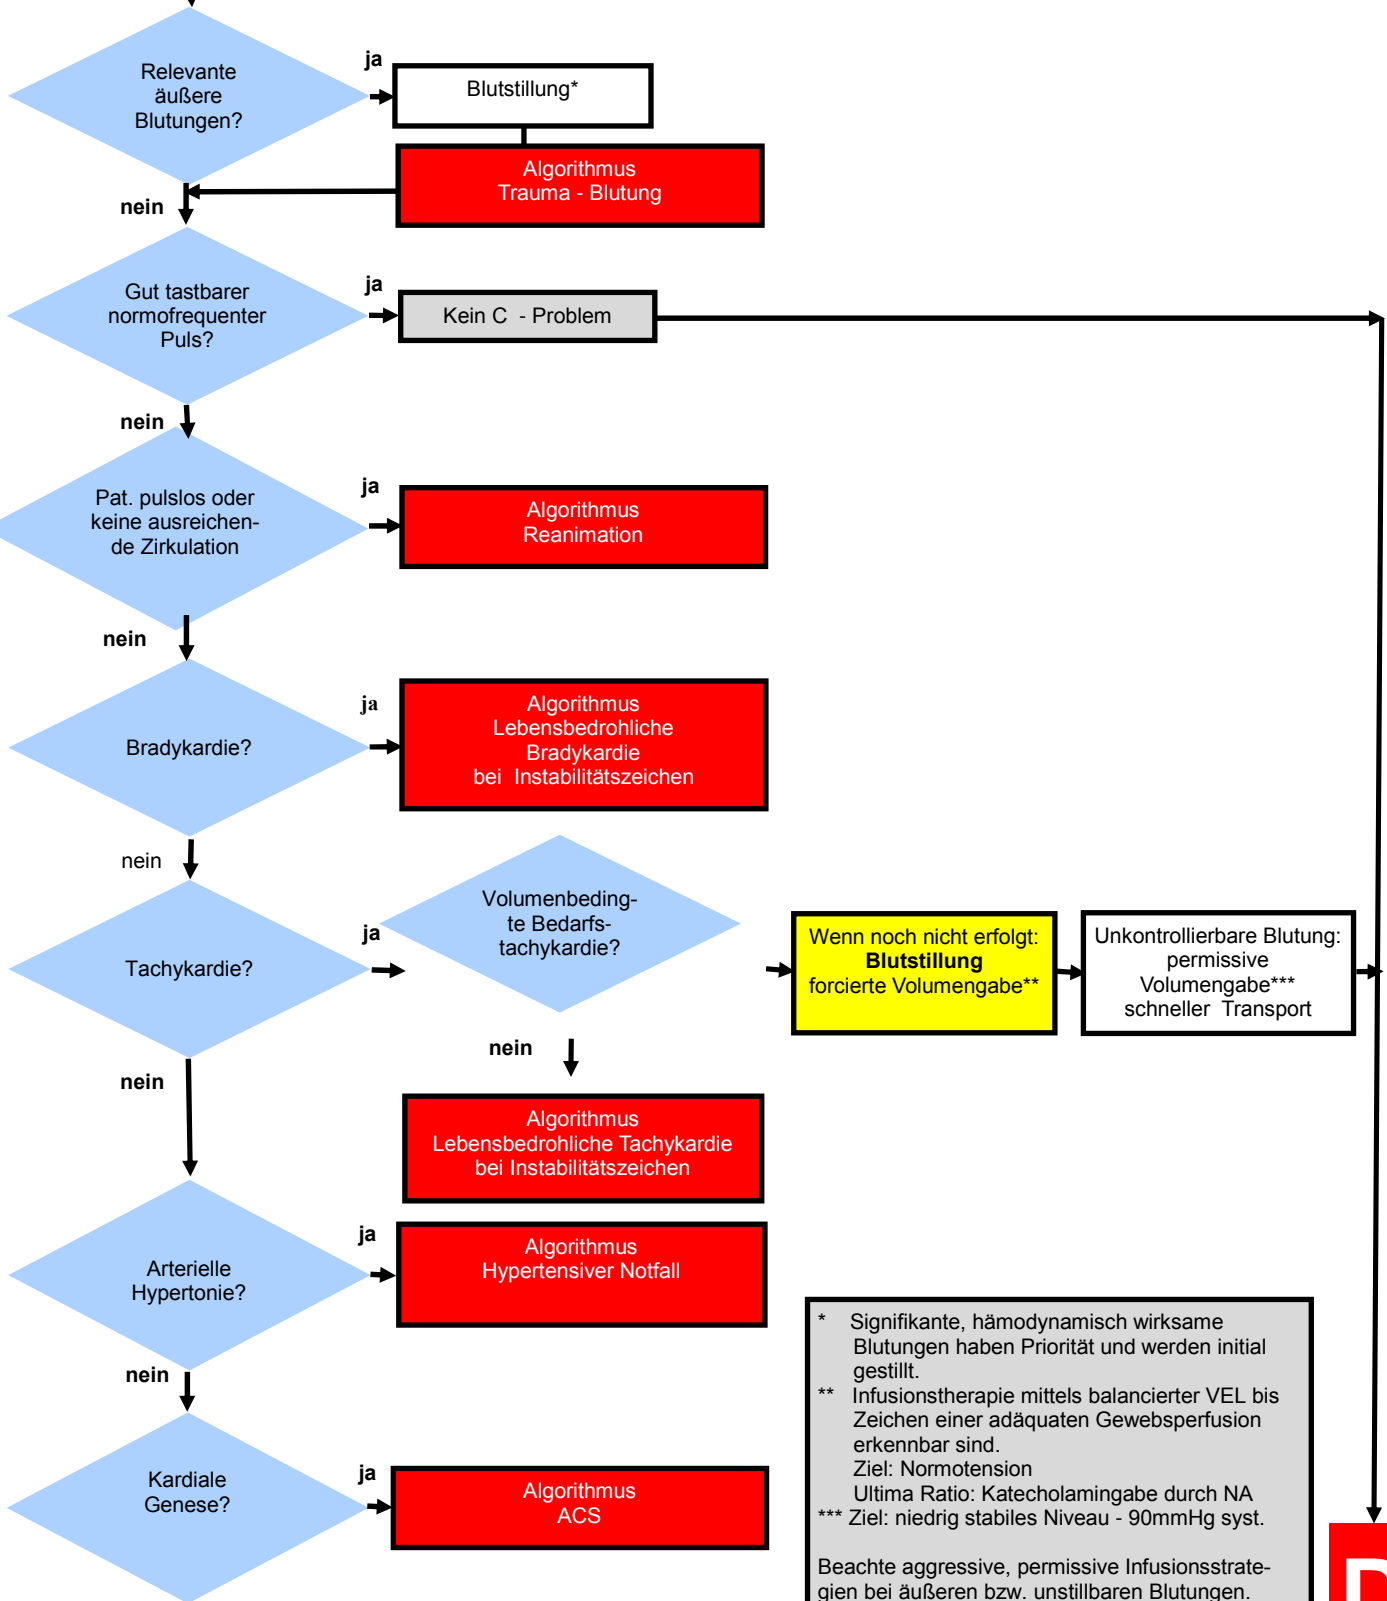 Relevante
äußere
Blutungen?
ja
Blutstillung*
Algorithmus
Trauma - Blutung
nein
Gut tastbarer
normofrequenter
Puls?
ja
Kein C  - Problem
nein
Pat. pulslos oder
keine ausreichen-
de Zirkulation
ja
Algorithmus
Reanimation
nein
Bradykardie?
ja
Algorithmus
Lebensbedrohliche
Bradykardie
bei  Instabilitätszeichen
nein
Tachykardie?
ja
Volumenbeding-
te Bedarfs-
tachykardie?
Wenn noch nicht erfolgt:
Blutstillung
forcierte Volumengabe**
Unkontrollierbare Blutung:
permissive
Volumengabe***
schneller  Transport
nein
Algorithmus
Lebensbedrohliche Tachykardie
bei Instabilitätszeichen
nein
Arterielle
Hypertonie?
ja
Algorithmus
Hypertensiver Notfall
nein
Kardiale
Genese?
ja
Algorithmus
ACS
* Signifikante, hämodynamisch wirksame
Blutungen haben Priorität und werden initial
gestillt.
** Infusionstherapie mittels balancierter VEL bis
Zeichen einer adäquaten Gewebsperfusion
erkennbar sind.
Ziel: Normotension
Ultima Ratio: Katecholamingabe durch NA
*** Ziel: niedrig stabiles Niveau - 90mmHg syst.
Beachte aggressive, permissive Infusionsstrate-
gien bei äußeren bzw. unstillbaren Blutungen.